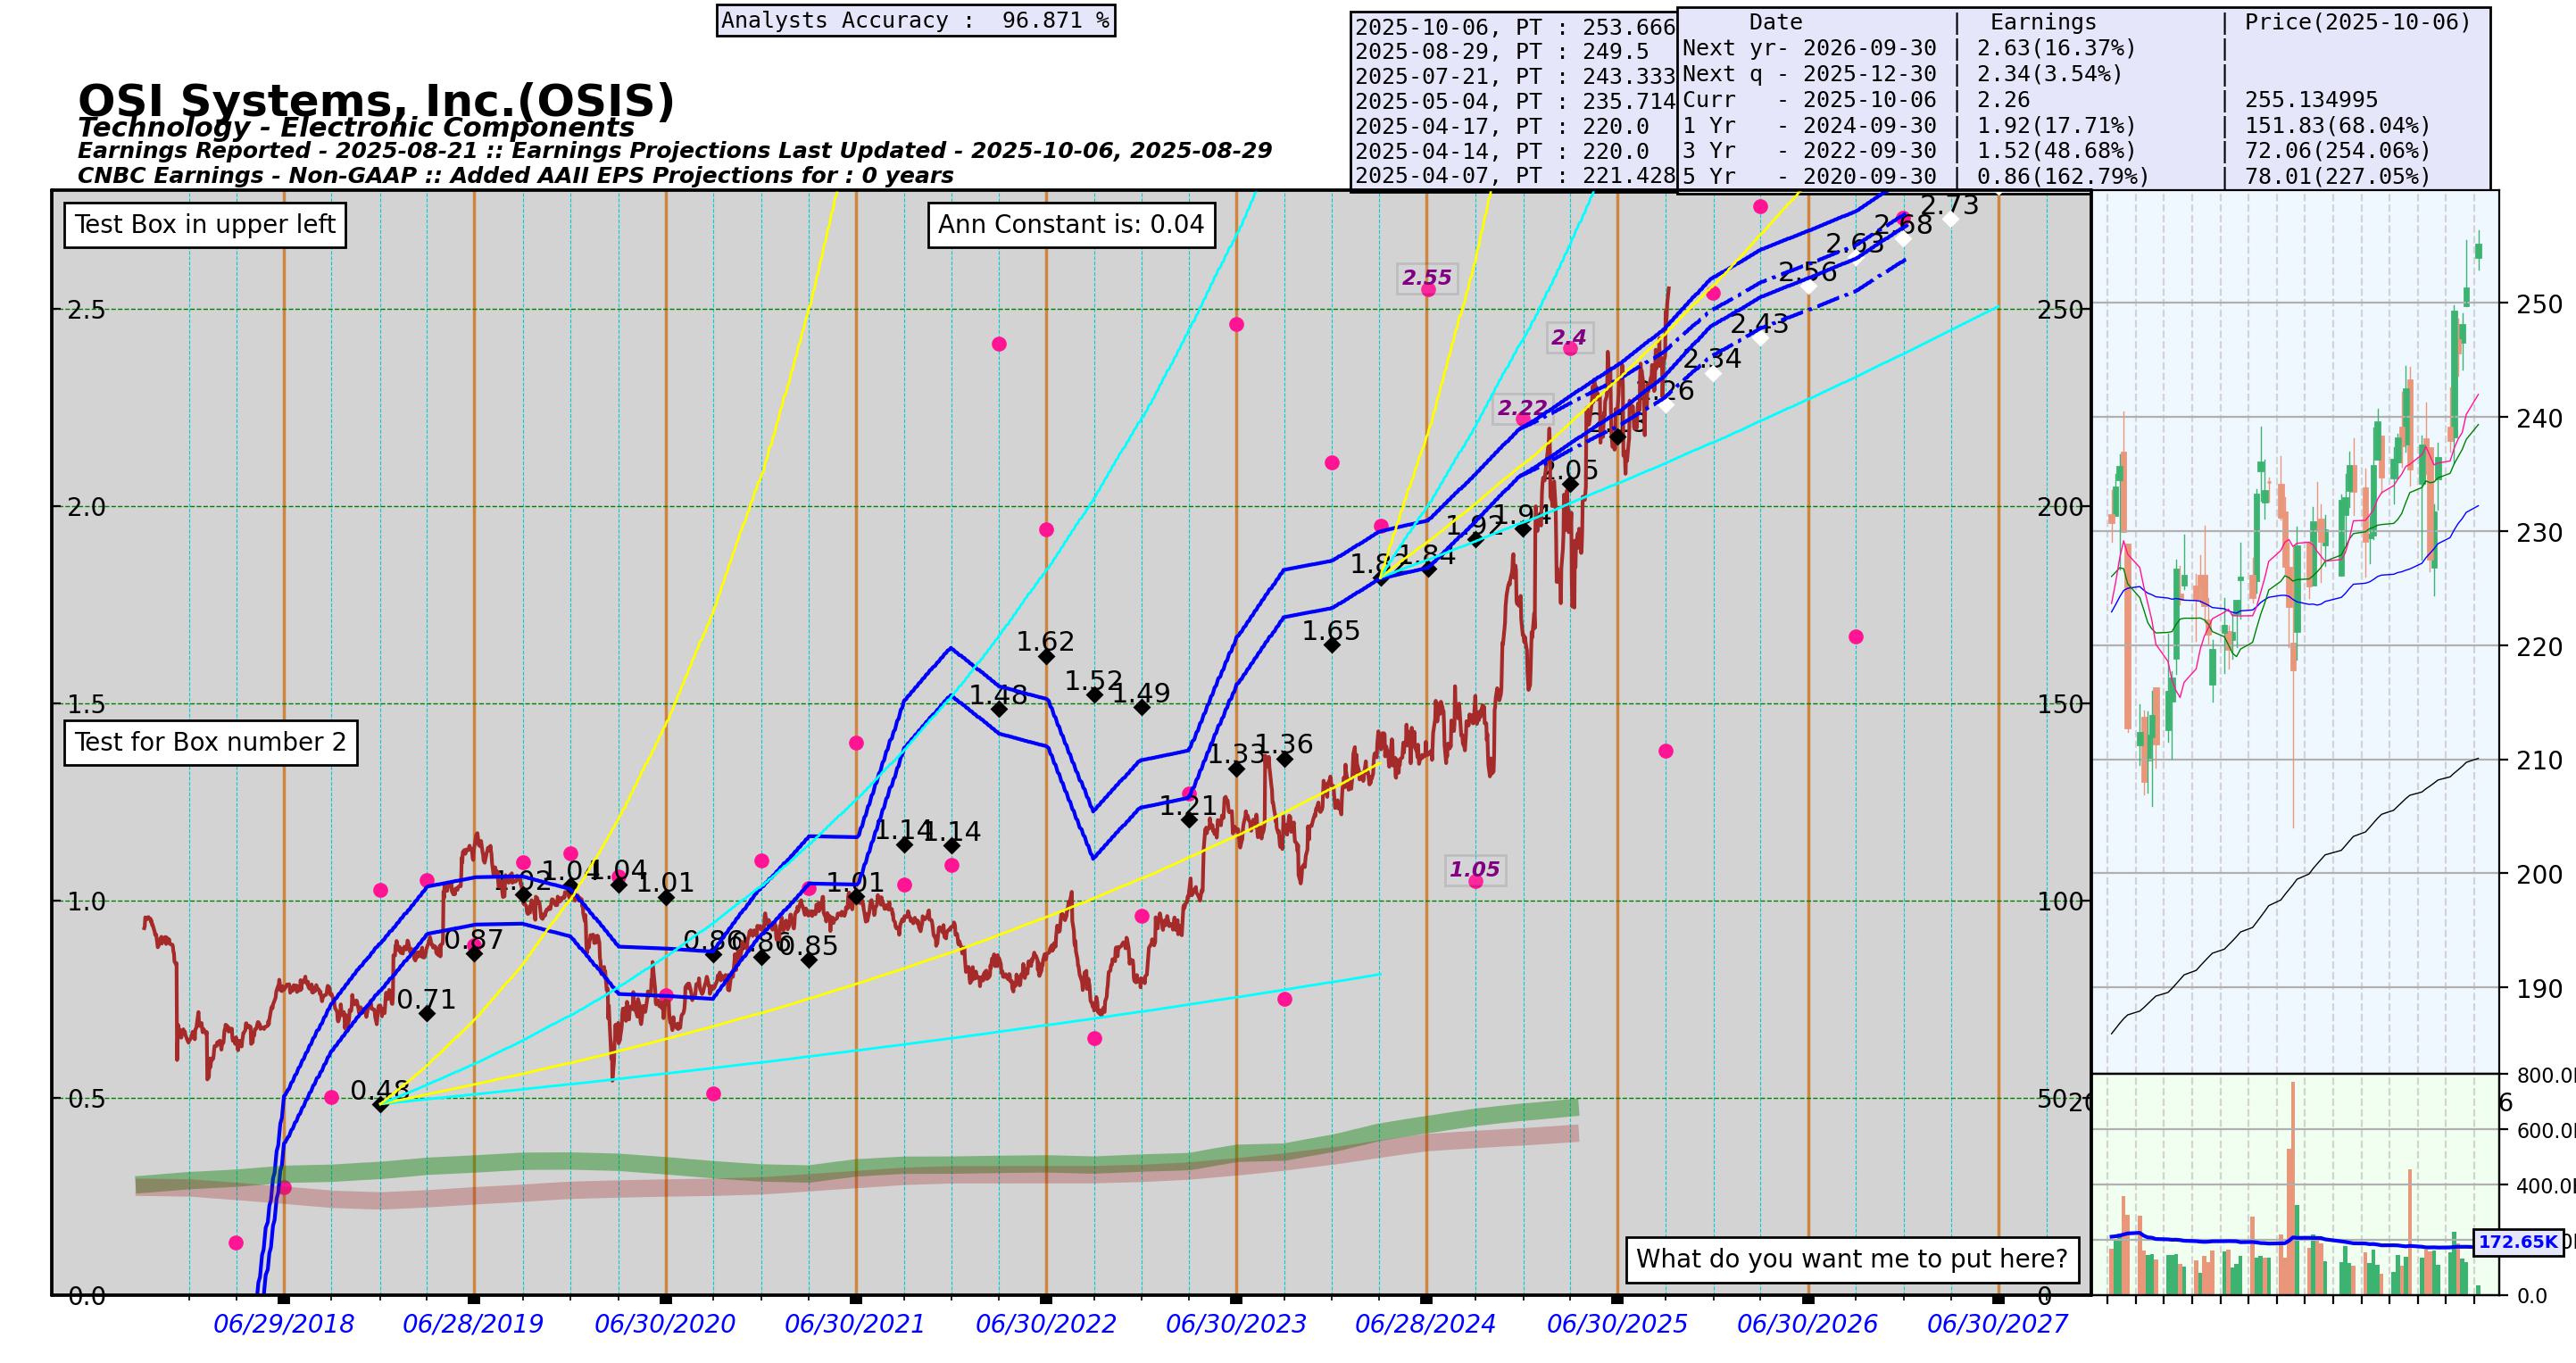 Analysts Accuracy :  96.871 %
2025-10-06, PT : 253.666
2025-08-29, PT : 249.5
2025-07-21, PT : 243.333
2025-05-04, PT : 235.714
2025-04-17, PT : 220.0
2025-04-14, PT : 220.0
2025-04-07, PT : 221.428
Date | Earnings | Price(2025-10-06)
Next yr- 2026-09-30 | 2.63(16.37%) |
Next q - 2025-12-30 | 2.34(3.54%) |
Curr - 2025-10-06 | 2.26 | 255.134995
1 Yr - 2024-09-30 | 1.92(17.71%) | 151.83(68.04%)
3 Yr - 2022-09-30 | 1.52(48.68%) | 72.06(254.06%)
5 Yr - 2020-09-30 | 0.86(162.79%) | 78.01(227.05%)
OSI Systems, Inc.(OSIS)
Technology - Electronic Components
Earnings Reported - 2025-08-21 :: Earnings Projections Last Updated - 2025-10-06, 2025-08-29
CNBC Earnings - Non-GAAP :: Added AAII EPS Projections for : 0 years
Test Box in upper left
Ann Constant is: 0.04
Test for Box number 2
What do you want me to put here?
2.5
2.0
1.5
1.0
0.5
0.0
0.48
0.71
0.87
1.02
1.04
1.04
1.01
0.86
0.86
0.85
1.01
1.14
1.14
1.48
1.62
1.52
1.49
1.21
1.33
1.36
1.65
1.84
1.92
1.94
2.05
2.34
2.43
2.56
2.63
2.68
2.73
2.55
2.4
2.22
1.05
250
200
150
100
50
0
250
240
230
220
210
200
190
800.0
600.0
400.0
0.0
172.65K
06/29/2018
06/28/2019
06/30/2020
06/30/2021
06/30/2022
06/30/2023
06/28/2024
06/30/2025
06/30/2026
06/30/2027